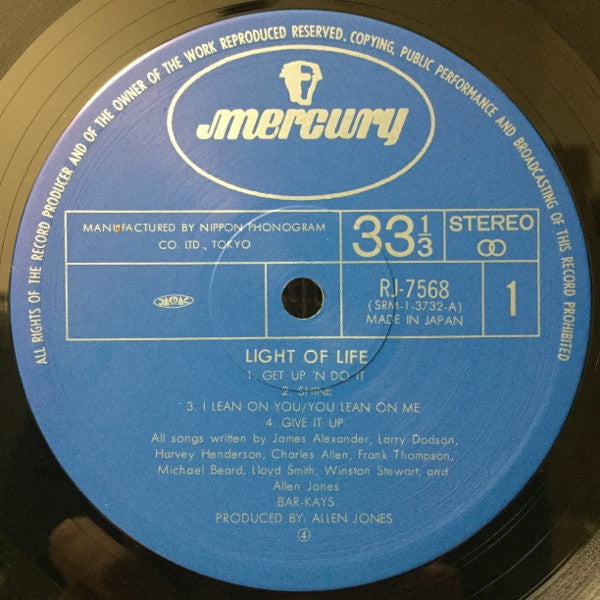 ALL RIGHTS OF THE RECORD PRODUCER AND OF THE OWNER OF THE WORK REPRODUCED RESERVED. COPYING, PUBLIC PERFORMANCE AND BROADCASTING OF THIS RECORD PROHIBITED
mercury
MANUFACTURED BY NIPPON PHONOGRAM
CO. LTD., TOKYO
33 1/3
STEREO
JASRAC
RJ-7568
(SRM-1-3732-A)
MADE IN JAPAN
1
LIGHT OF LIFE
1. GET UP 'N DO IT
2. SHINE
3. I LEAN ON YOU/YOU LEAN ON ME
4. GIVE IT UP
All songs written by James Alexander, Larry Dodson,
Harvey Henderson, Charles Allen, Frank Thompson,
Michael Beard, Lloyd Smith, Winston Stewart, and
Allen Jones
BAR-KAYS
PRODUCED BY: ALLEN JONES
④